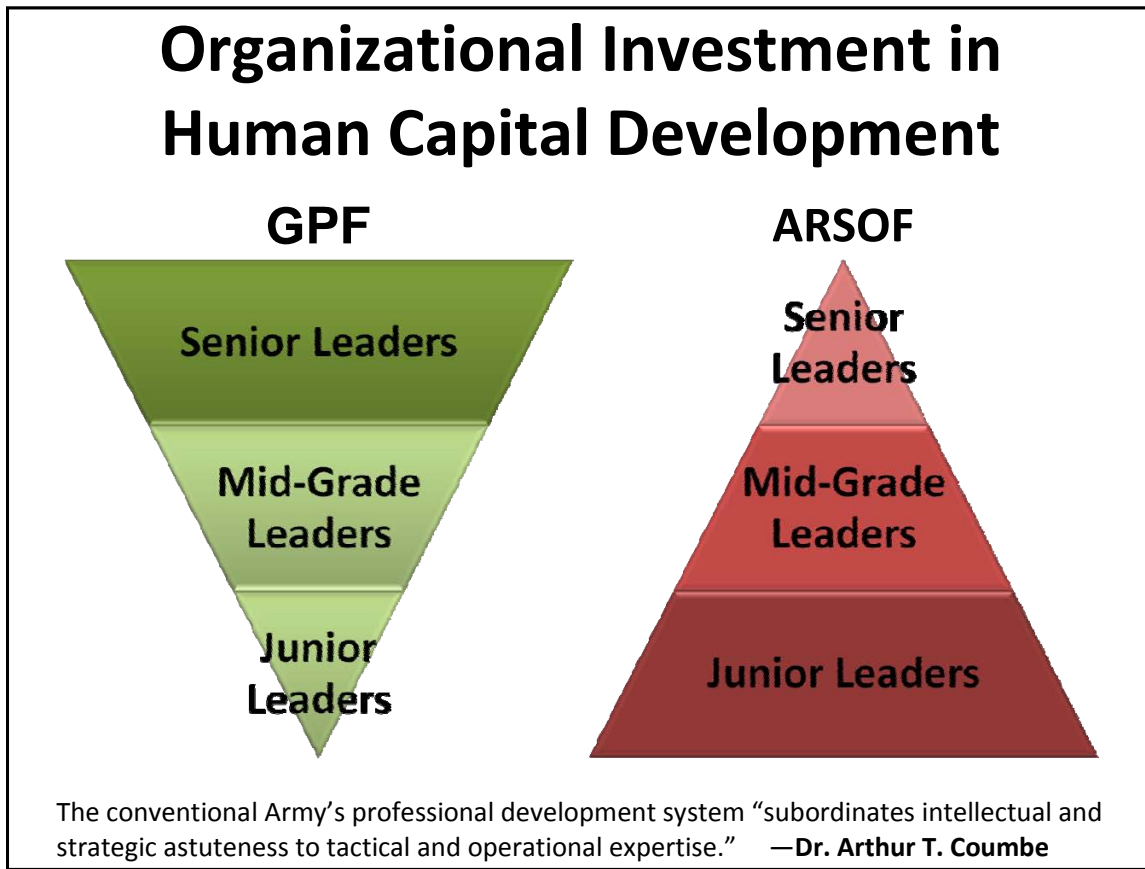 Organizational Investment in
Human Capital Development
GPF
Senior Leaders
Mid-Grade
Leaders
Junior
Leaders
ARSOF
Senior
Leaders
Mid-Grade
Leaders
Junior Leaders
The conventional Army’s professional development system “subordinates intellectual and
strategic astuteness to tactical and operational expertise.” —Dr. Arthur T. Coumbe